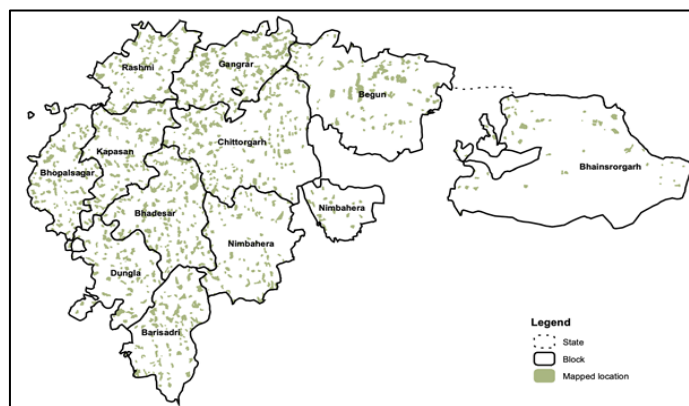 Rashmi
Gangrar
Begun
Kapasan
Chittorgarh
Bhopalsagar
Bhainsrorgarh
Bhadesar
Nimbahera
Nimbahera
Dungla
Barisadri
Legend
State
Block
Mapped location